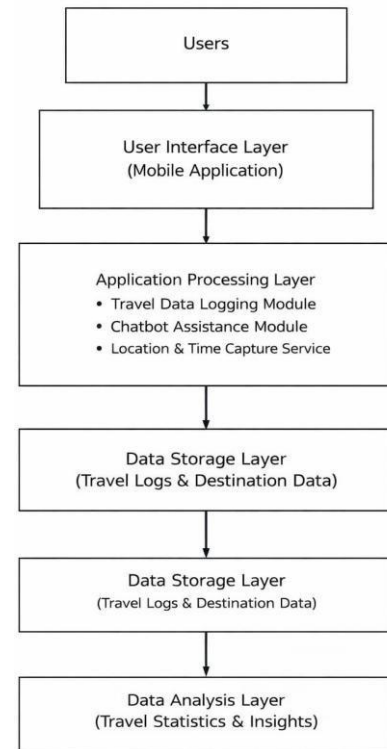 Users
User Interface Layer
(Mobile Application)
Application Processing Layer
• Travel Data Logging Module
• Chatbot Assistance Module
• Location & Time Capture Service
Data Storage Layer
(Travel Logs & Destination Data)
Data Storage Layer
(Travel Logs & Destination Data)
Data Analysis Layer
(Travel Statistics & Insights)